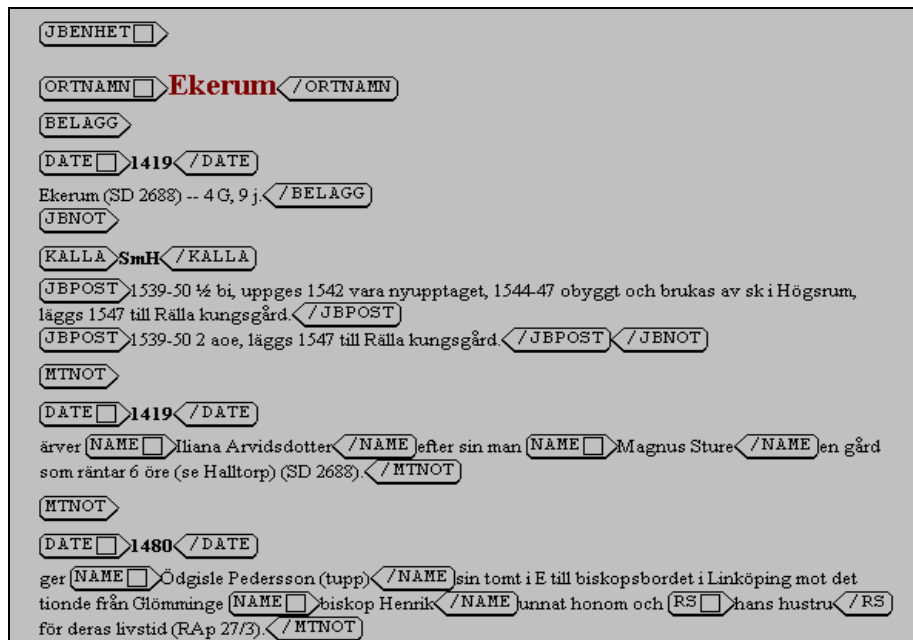 JBENHET
ORTNAMN Ekerum /ORTNAMN
BELAGG
DATE 1419 /DATE
Ekerum (SD 2688) -- 4 G, 9 j. /BELAGG
JBNOT
KALLA SmH /KALLA
JBPOST 1539-50 ½ bi, uppges 1542 vara nyupptaget, 1544-47 obyggt och brukas av sk i Högsrum,
läggs 1547 till Rälla kungsgård. /JBPOST
JBPOST 1539-50 2 aoe, läggs 1547 till Rälla kungsgård. /JBPOST /JBNOT
MTNOT
DATE 1419 /DATE
ärver NAME Iliana Arvidsdotter /NAME efter sin man NAME Magnus Sture /NAME en gård
som räntar 6 öre (se Halltorp) (SD 2688). /MTNOT
MTNOT
DATE 1480 /DATE
ger NAME Ödgisle Pedersson (tupp) /NAME sin tomt i E till biskopsbordet i Linköping mot det
tionde från Glömminge NAME biskop Henrik /NAME unnat honom och RS hans hustru /RS
för deras livstid (RAp 27/3). /MTNOT